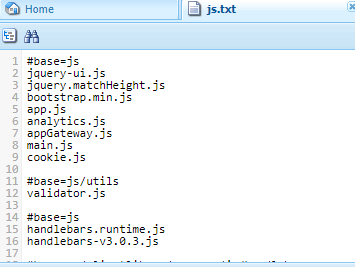 Home
js.txt
1 #base=js
2 jquery-ui.js
3 jquery.matchHeight.js
4 bootstrap.min.js
5 app.js
6 analytics.js
7 appGateway.js
8 main.js
9 cookie.js
10
11 #base=js/utils
12 validator.js
13
14 #base=js
15 handlebars.runtime.js
16 handlebars-v3.0.3.js
17